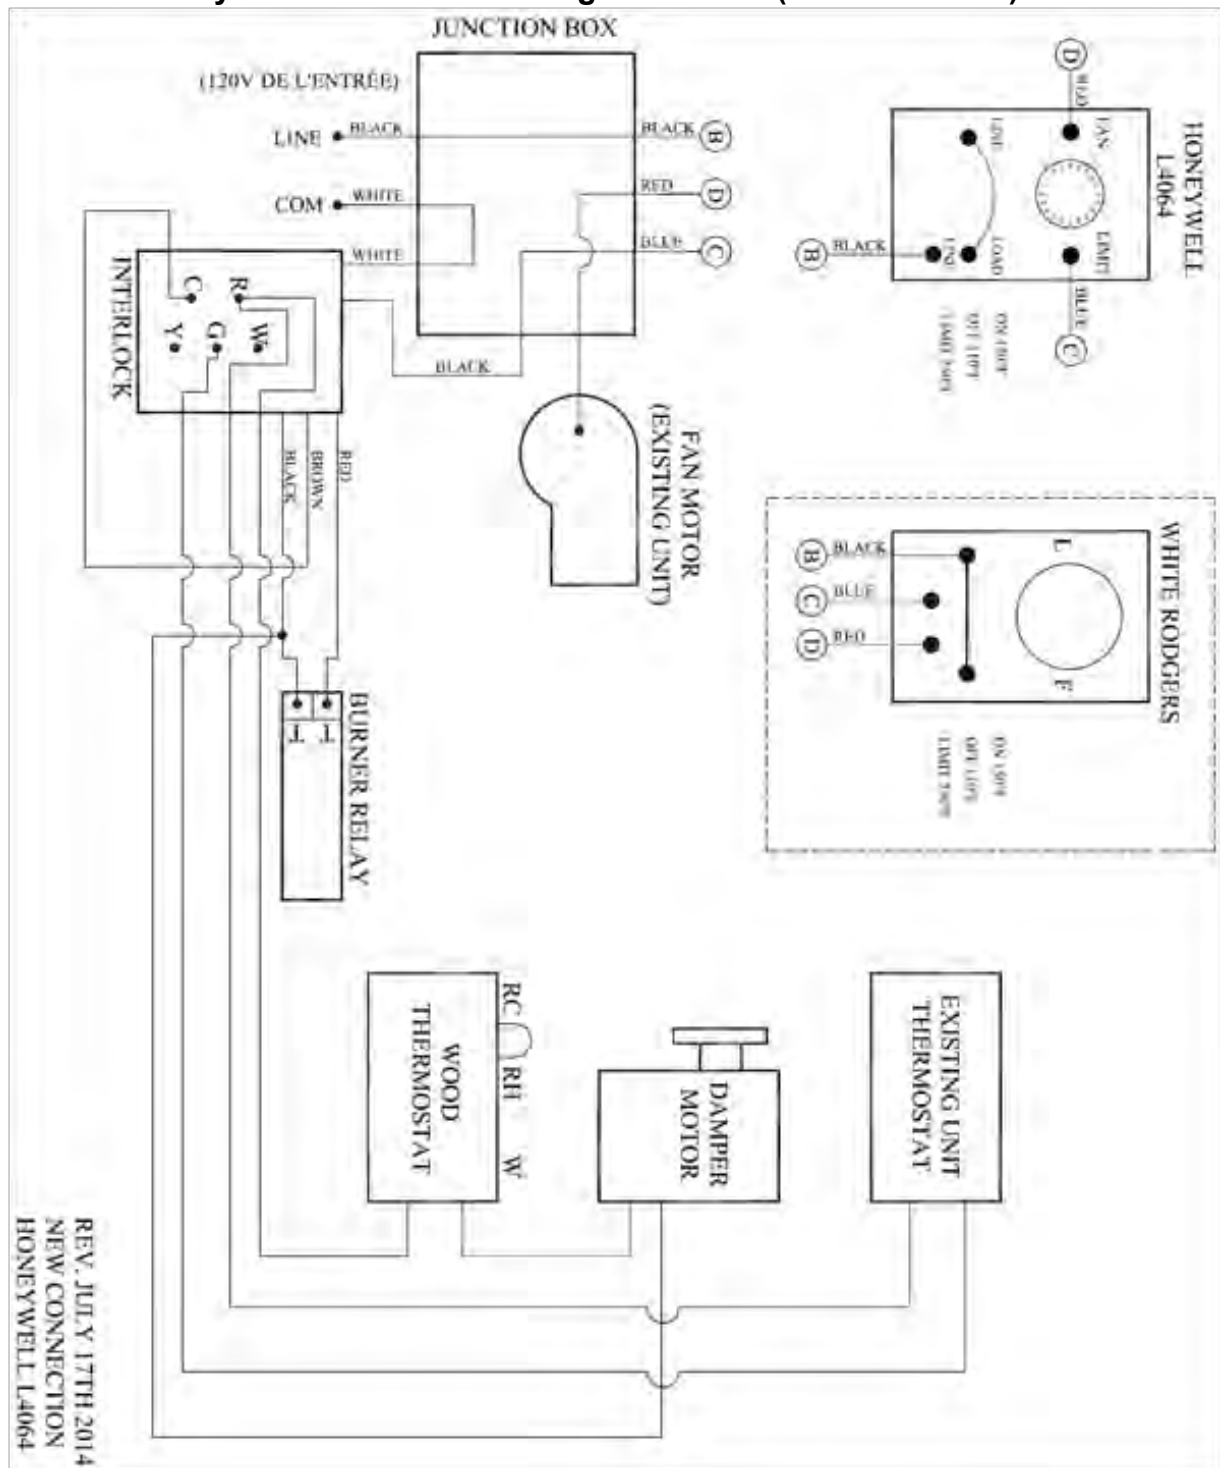 JUNCTION BOX
(120V DE L'ENTRÉE)
LINE
BLACK
BLACK
B
COM
WHITE
RED
D
WHITE
BLUE
C
BLACK
INTERLOCK
C
R
Y
G
W
BLACK
BROWN
RED
FAN MOTOR
(EXISTING UNIT)
HONEYWELL
L4064
D
RED
LINE
FAN
B
BLACK
LINE
LOAD
LIMIT
BLUE
C
WHITE RODGERS
B
BLACK
C
BLUE
D
RED
L
F
BURNER RELAY
T
T
WOOD
THERMOSTAT
RC
RH
W
DAMPER
MOTOR
EXISTING UNIT
THERMOSTAT
REV. JULY 17TH 2014
NEW CONNECTION
HONEYWELL L4064